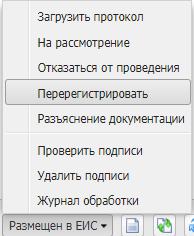 Загрузить протокол
На рассмотрение
Отказаться от проведения
Перерегистрировать
Разъяснение документации
Проверить подписи
Удалить подписи
Журнал обработки
Размещен в ЕИС